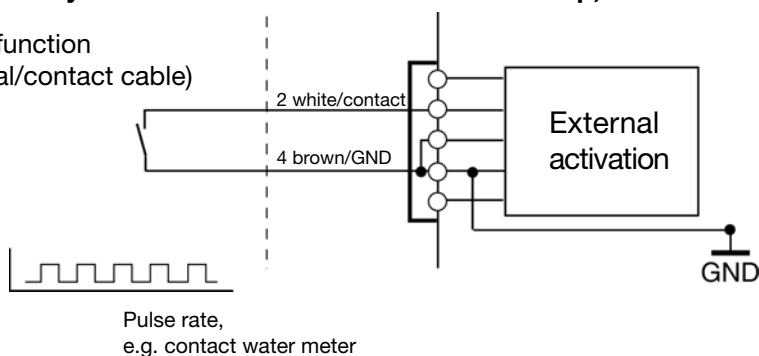 function
al/contact cable)
2 white/contact
4 brown/GND
External
activation
GND
Pulse rate,
e.g. contact water meter